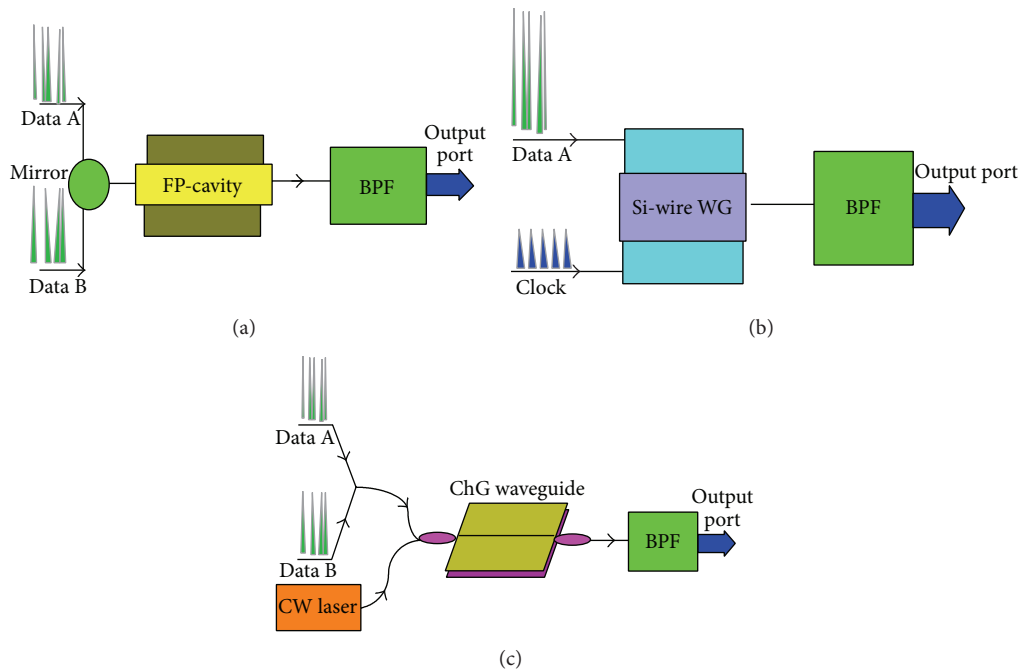 Data A
Mirror
Data B
FP-cavity
BPF
Output
port
(a)
Data A
Clock
Si-wire WG
BPF
Output port
(b)
Data A
Data B
CW laser
ChG waveguide
BPF
Output
port
(c)